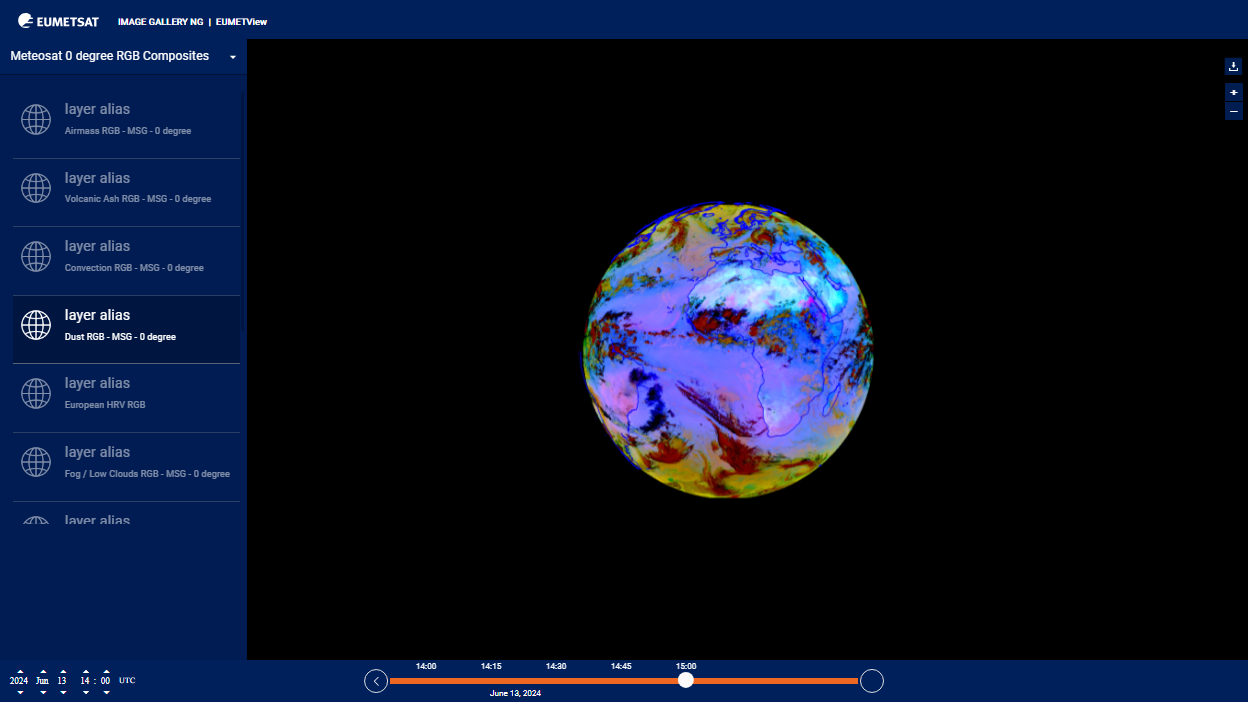 EUMETSAT IMAGE GALLERY NG | EUMETView
Meteosat 0 degree RGB Composites
layer alias
Airmass RGB - MSG - 0 degree
layer alias
Volcanic Ash RGB - MSG - 0 degree
layer alias
Convection RGB - MSG - 0 degree
layer alias
Dust RGB - MSG - 0 degree
layer alias
European HRV RGB
layer alias
Fog / Low Clouds RGB - MSG - 0 degree
layer alias
14:00 14:15 14:30 14:45 15:00
2024 Jun 13 14 : 00 UTC
June 13, 2024